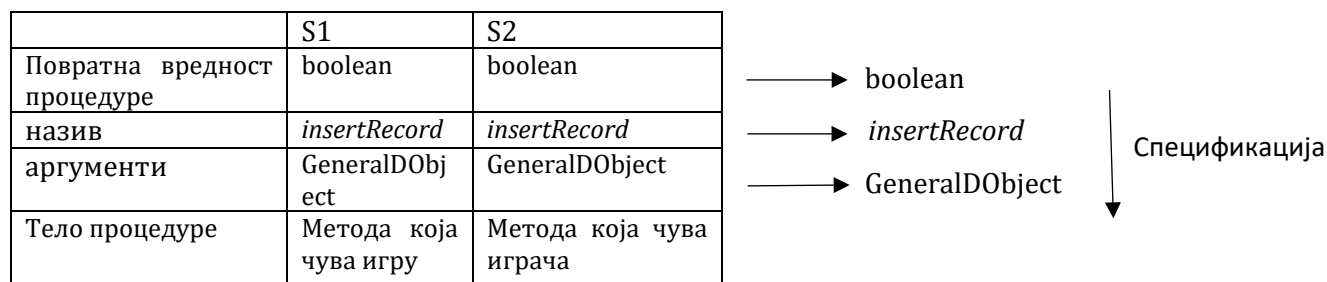 S1 S2
Повратна вредност boolean boolean
процедуре
boolean
назив insertRecord insertRecord
insertRecord
Спецификација
аргументи GeneralDObj GeneralDObject
ect
GeneralDObject
Тело процедуре Метода која Метода која чува
чува игру играча